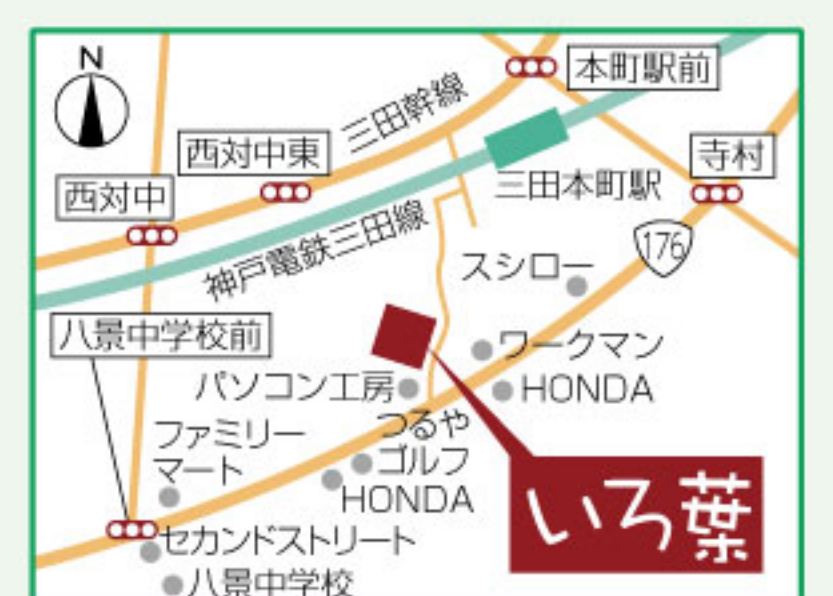 N
本町駅前
三田幹線
西対中東
寺村
西対中
三田本町駅
神戸電鉄三田線
176
スシロー
八景中学校前
ワークマン
パソコン工房
HONDA
つるや
ゴルフ
ファミリー
マート
HONDA
いろ葉
セカンドストリート
八景中学校